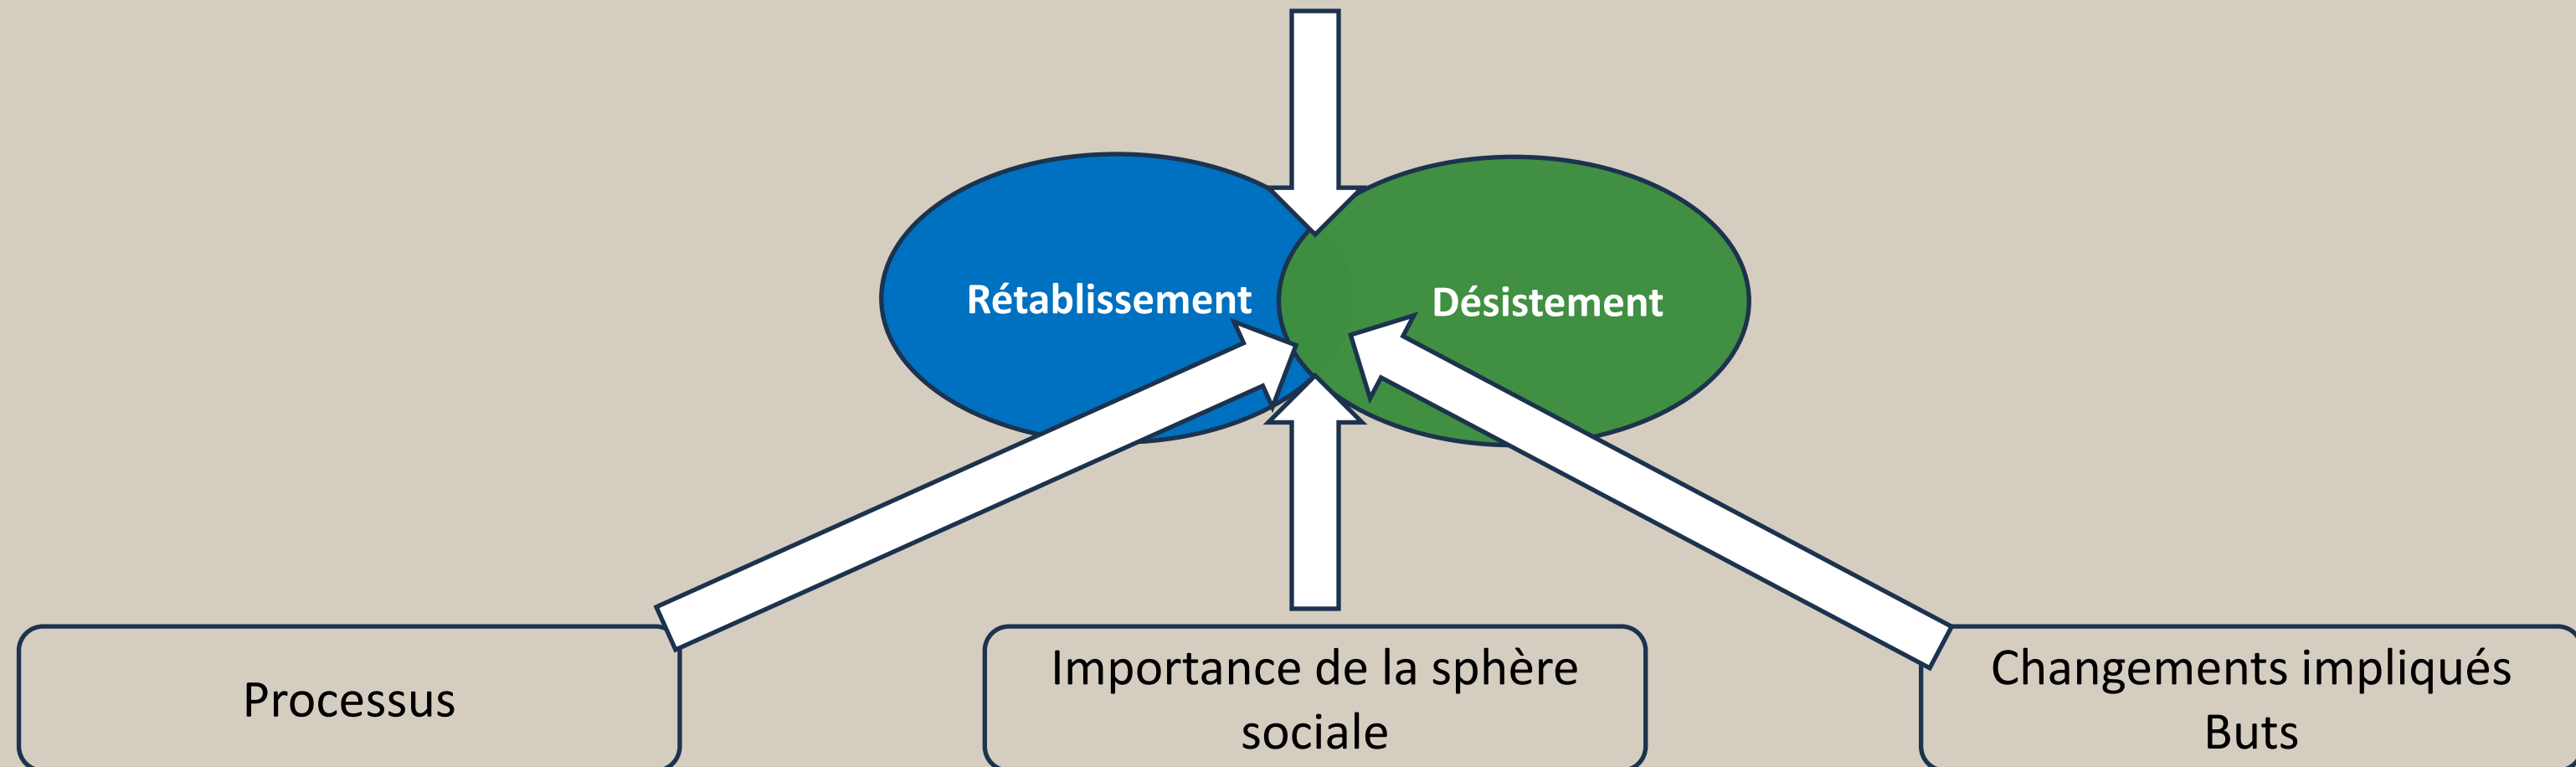 Rétablissement
Désistement
Processus
Importance de la sphère
sociale
Changements impliqués
Buts